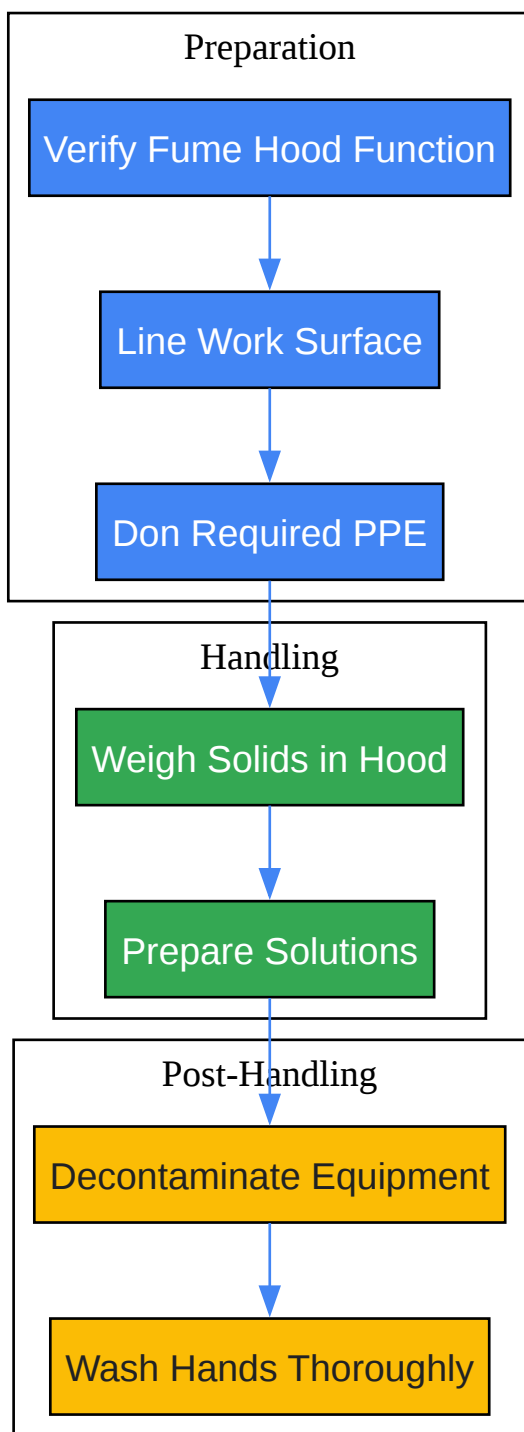 Preparation
Verify Fume Hood Function
Line Work Surface
Don Required PPE
Handling
Weigh Solids in Hood
Prepare Solutions
Post-Handling
Decontaminate Equipment
Wash Hands Thoroughly